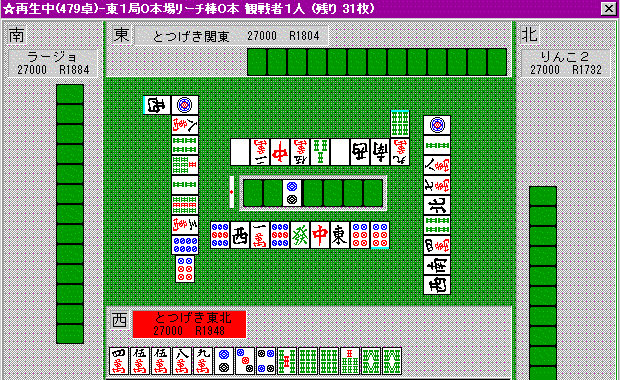 ★再生中(479卓)-東1局0本場リーチ棒0本 観戦者1人 (残り 31枚)
南
ラージョ
27000 R1884
東
とつげき関東 27000 R1804
北
りんこ2
27000 R1732
西
とつげき東北
27000 R1848